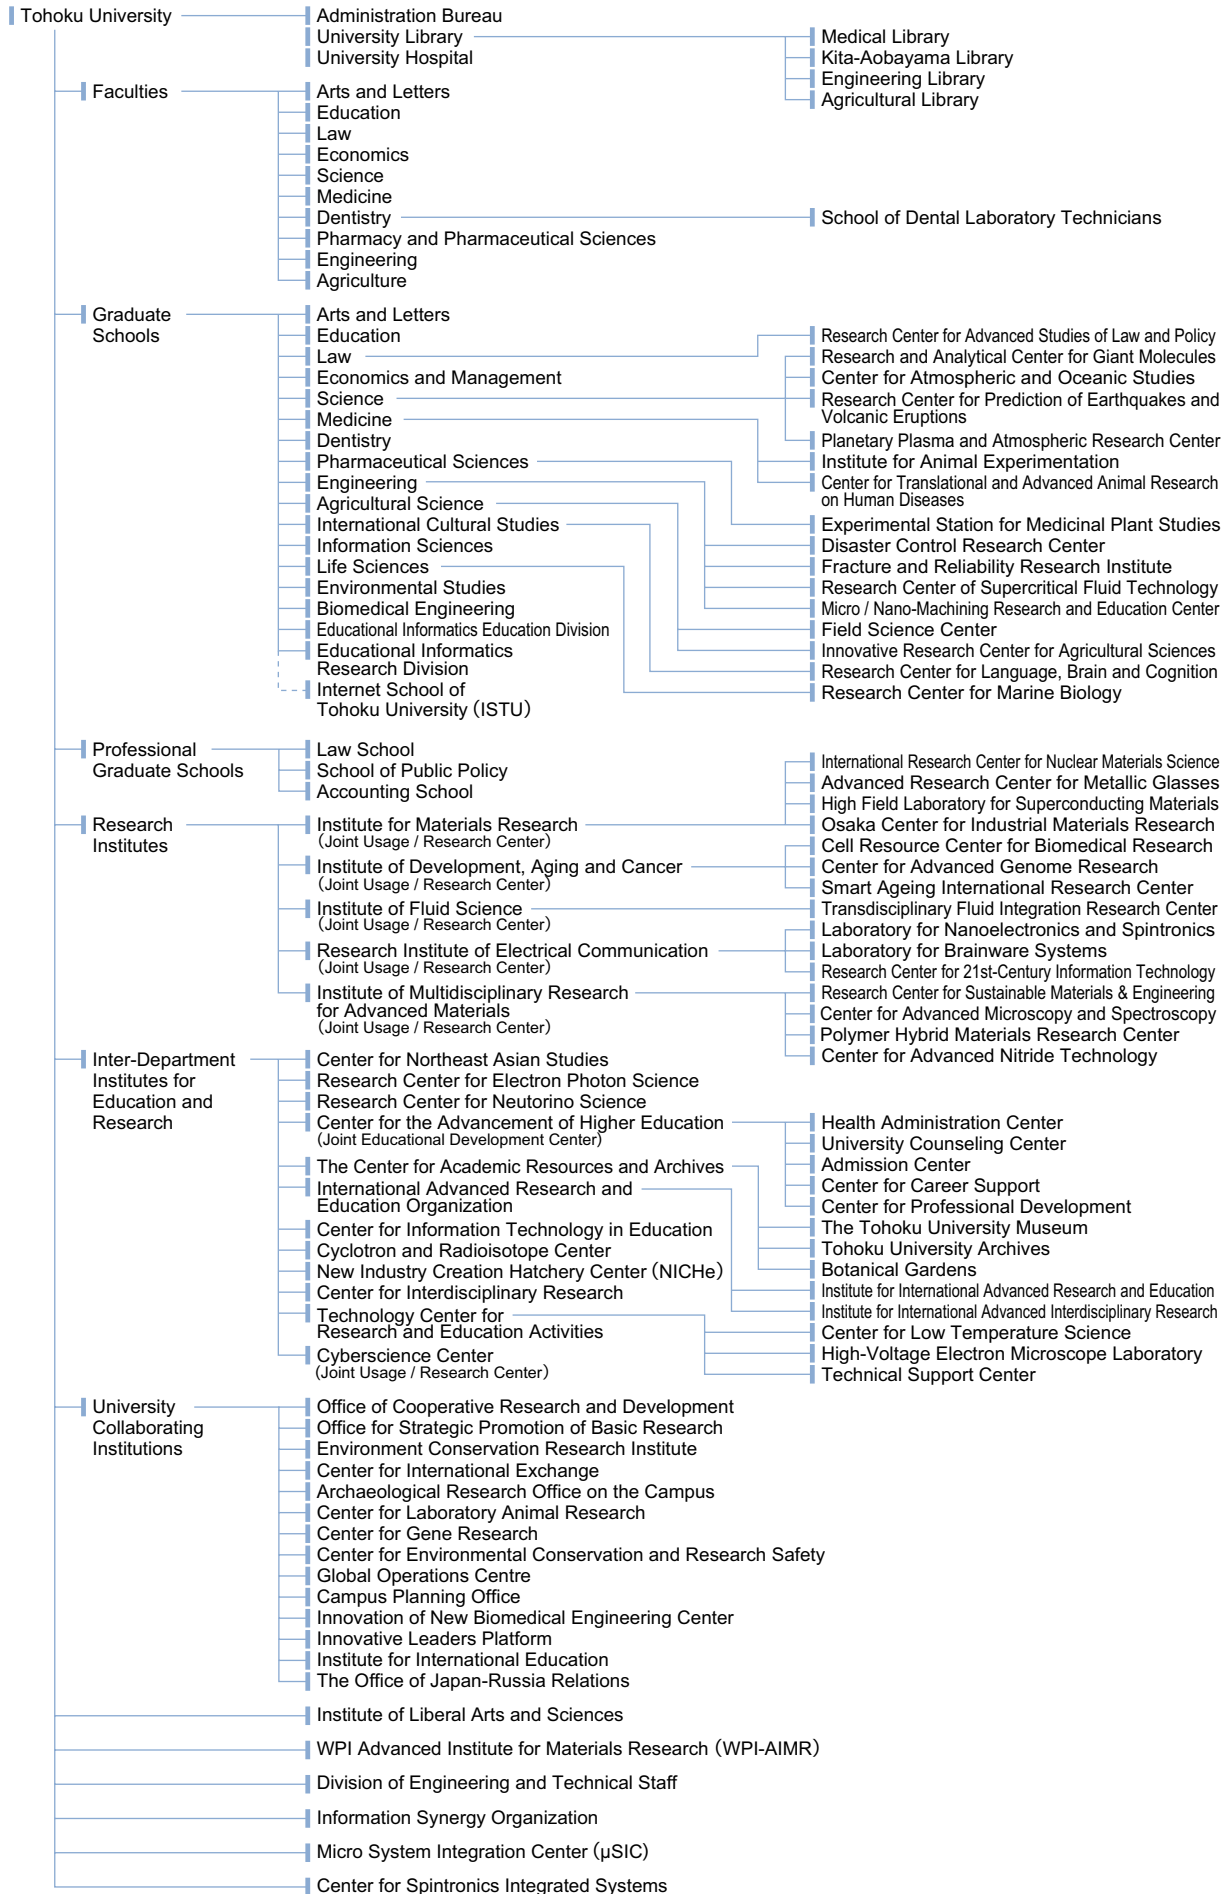 Tohoku University
Administration Bureau
University Library
University Hospital
Medical Library
Kita-Aobayama Library
Engineering Library
Agricultural Library
Faculties
Arts and Letters
Education
Law
Economics
Science
Medicine
Dentistry
Pharmacy and Pharmaceutical Sciences
Engineering
Agriculture
School of Dental Laboratory Technicians
Graduate
Schools
Arts and Letters
Education
Law
Economics and Management
Science
Medicine
Dentistry
Pharmaceutical Sciences
Engineering
Agricultural Science
International Cultural Studies
Information Sciences
Life Sciences
Environmental Studies
Biomedical Engineering
Educational Informatics Education Division
Educational Informatics
Research Division
Internet School of
Tohoku University (ISTU)
Research Center for Advanced Studies of Law and Policy
Research and Analytical Center for Giant Molecules
Center for Atmospheric and Oceanic Studies
Research Center for Prediction of Earthquakes and
Volcanic Eruptions
Planetary Plasma and Atmospheric Research Center
Institute for Animal Experimentation
Center for Translational and Advanced Animal Research
on Human Diseases
Experimental Station for Medicinal Plant Studies
Disaster Control Research Center
Fracture and Reliability Research Institute
Research Center of Supercritical Fluid Technology
Micro / Nano-Machining Research and Education Center
Field Science Center
Innovative Research Center for Agricultural Sciences
Research Center for Language, Brain and Cognition
Research Center for Marine Biology
Professional
Graduate Schools
Law School
School of Public Policy
Accounting School
Research
Institutes
Institute for Materials Research
(Joint Usage / Research Center)
Institute of Development, Aging and Cancer
(Joint Usage / Research Center)
Institute of Fluid Science
(Joint Usage / Research Center)
Research Institute of Electrical Communication
(Joint Usage / Research Center)
Institute of Multidisciplinary Research
for Advanced Materials
(Joint Usage / Research Center)
International Research Center for Nuclear Materials Science
Advanced Research Center for Metallic Glasses
High Field Laboratory for Superconducting Materials
Osaka Center for Industrial Materials Research
Cell Resource Center for Biomedical Research
Center for Advanced Genome Research
Smart Ageing International Research Center
Transdisciplinary Fluid Integration Research Center
Laboratory for Nanoelectronics and Spintronics
Laboratory for Brainware Systems
Research Center for 21st-Century Information Technology
Research Center for Sustainable Materials & Engineering
Center for Advanced Microscopy and Spectroscopy
Polymer Hybrid Materials Research Center
Center for Advanced Nitride Technology
Inter-Department
Institutes for
Education and
Research
Center for Northeast Asian Studies
Research Center for Electron Photon Science
Research Center for Neutorino Science
Center for the Advancement of Higher Education
(Joint Educational Development Center)
The Center for Academic Resources and Archives
International Advanced Research and
Education Organization
Center for Information Technology in Education
Cyclotron and Radioisotope Center
New Industry Creation Hatchery Center (NICHe)
Center for Interdisciplinary Research
Technology Center for
Research and Education Activities
Cyberscience Center
(Joint Usage / Research Center)
Health Administration Center
University Counseling Center
Admission Center
Center for Career Support
Center for Professional Development
The Tohoku University Museum
Tohoku University Archives
Botanical Gardens
Institute for International Advanced Research and Education
Institute for International Advanced Interdisciplinary Research
Center for Low Temperature Science
High-Voltage Electron Microscope Laboratory
Technical Support Center
University
Collaborating
Institutions
Office of Cooperative Research and Development
Office for Strategic Promotion of Basic Research
Environment Conservation Research Institute
Center for International Exchange
Archaeological Research Office on the Campus
Center for Laboratory Animal Research
Center for Gene Research
Center for Environmental Conservation and Research Safety
Global Operations Centre
Campus Planning Office
Innovation of New Biomedical Engineering Center
Innovative Leaders Platform
Institute for International Education
The Office of Japan-Russia Relations
Institute of Liberal Arts and Sciences
WPI Advanced Institute for Materials Research (WPI-AIMR)
Division of Engineering and Technical Staff
Information Synergy Organization
Micro System Integration Center (μSIC)
Center for Spintronics Integrated Systems